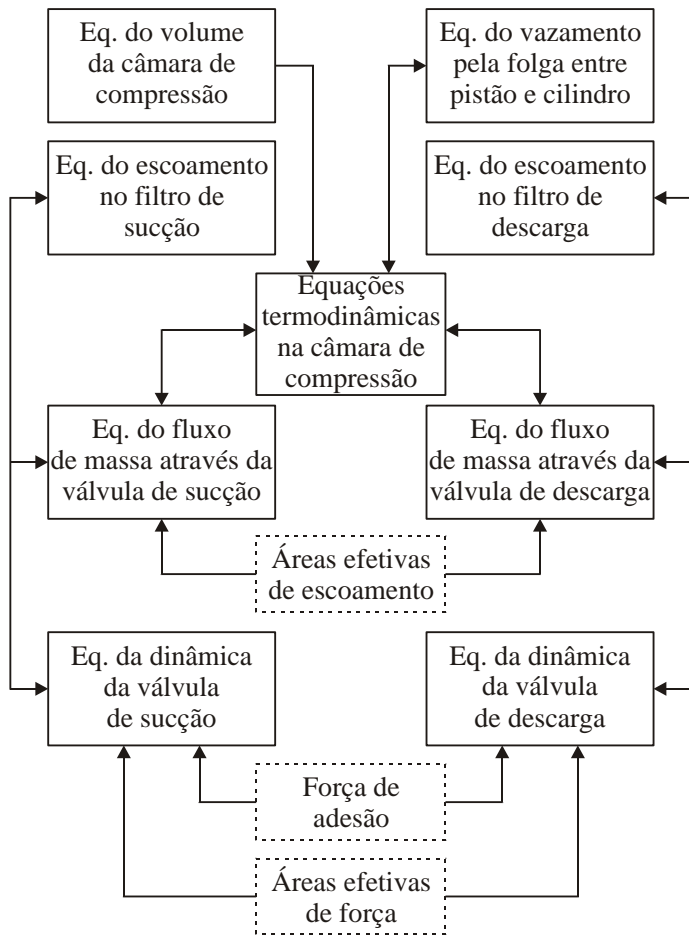 Eq. do volume
da câmara de
compressão
Eq. do vazamento
pela folga entre
pistão e cilindro
Eq. do escoamento
no filtro de
sucção
Eq. do escoamento
no filtro de
descarga
Equações
termodinâmicas
na câmara de
compressão
Eq. do fluxo
de massa através da
válvula de sucção
Eq. do fluxo
de massa através da
válvula de descarga
Áreas efetivas
de escoamento
Eq. da dinâmica
da válvula
de sucção
Eq. da dinâmica
da válvula
de descarga
Força de
adesão
Áreas efetivas
de força